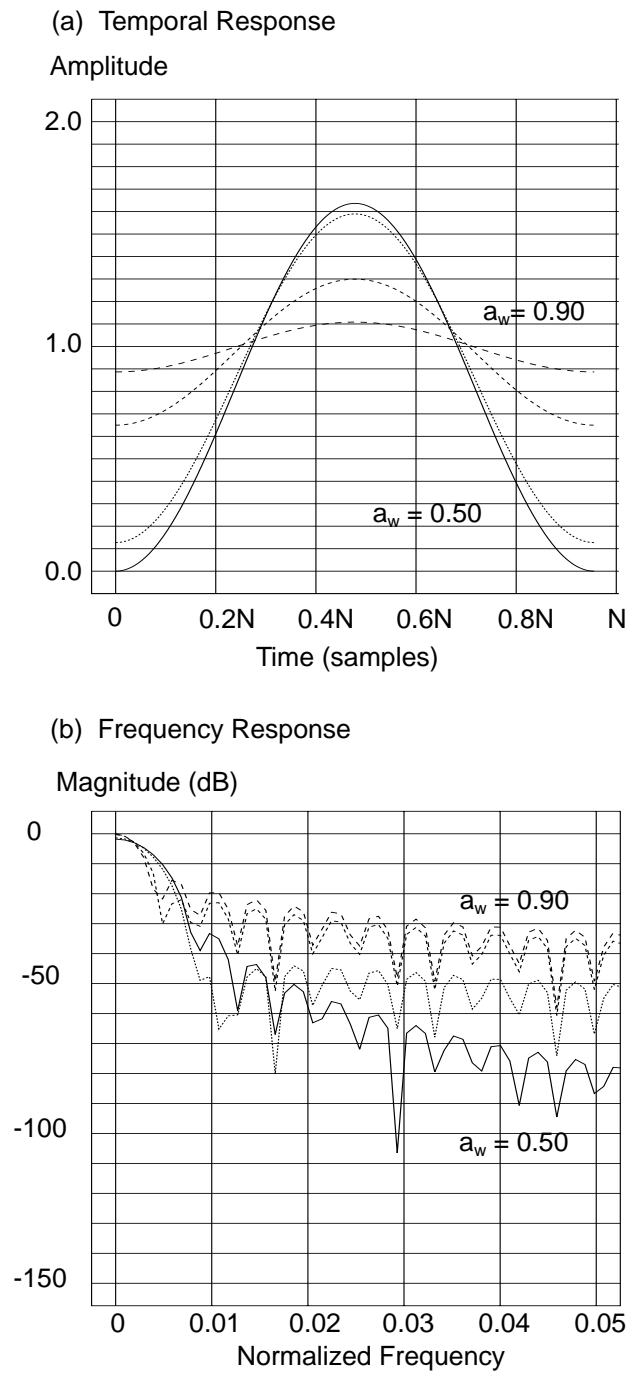 (a) Temporal Response
Amplitude
2.0
1.0
0.0
a_w= 0.90
a_w = 0.50
0 0.2N 0.4N 0.6N 0.8N N
Time (samples)
(b) Frequency Response
Magnitude (dB)
0
-50
-100
-150
a_w = 0.90
a_w = 0.50
0 0.01 0.02 0.03 0.04 0.05
Normalized Frequency